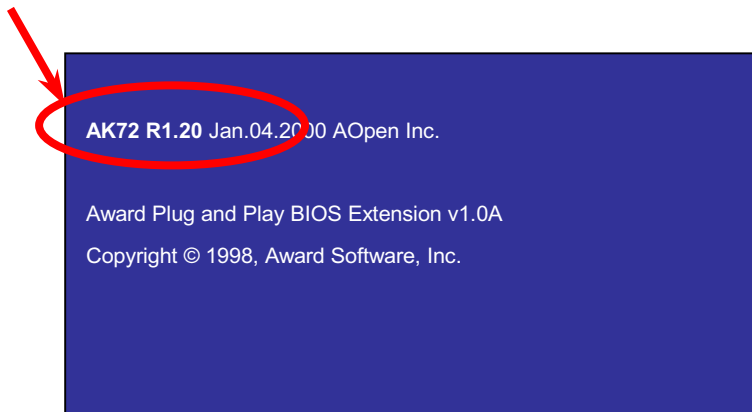 AK72 R1.20 Jan.04.2000 AOpen Inc.
Award Plug and Play BIOS Extension v1.0A
Copyright © 1998, Award Software, Inc.